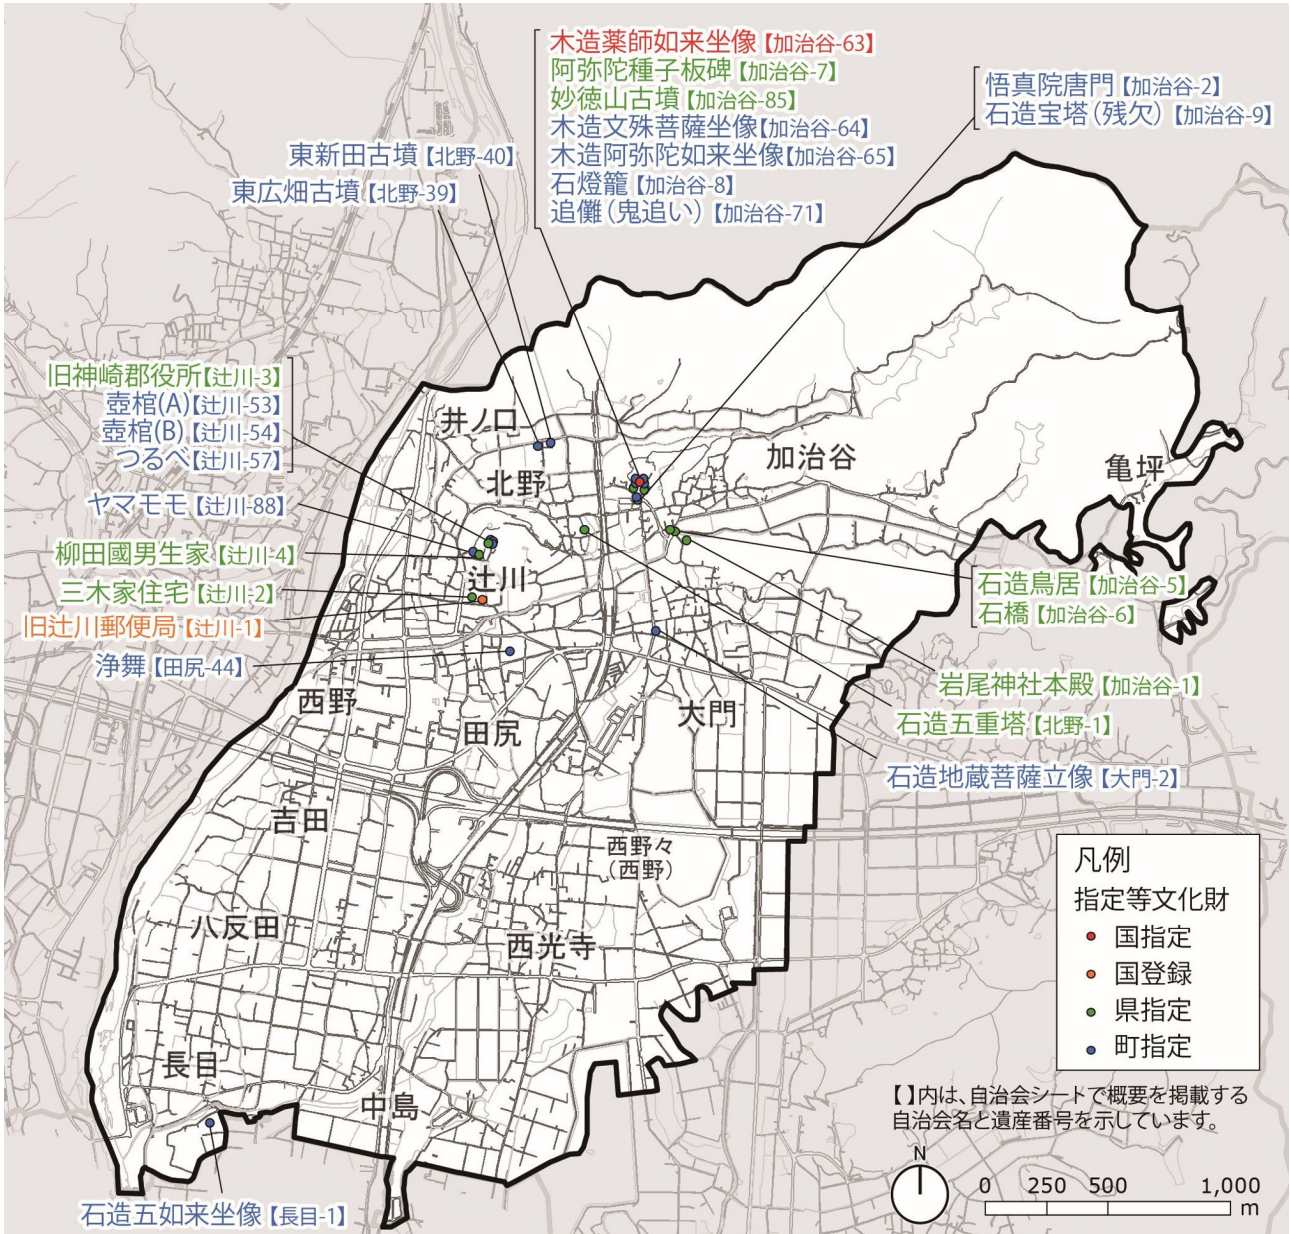 木造薬師如来坐像【加治谷-63】
阿弥陀種子板碑【加治谷-7】
妙徳山古墳【加治谷-85】
木造文殊菩薩坐像【加治谷-64】
木造阿弥陀如来坐像【加治谷-65】
石燈籠【加治谷-8】
追儺（鬼追い）【加治谷-71】
悟真院唐門【加治谷-2】
石造宝塔（残欠）【加治谷-9】
東新田古墳【北野-40】
東広畑古墳【北野-39】
旧神崎郡役所【辻川-3】
壺棺(A)【辻川-53】
壺棺(B)【辻川-54】
つるべ【辻川-57】
ヤマモモ【辻川-88】
柳田國男生家【辻川-4】
三木家住宅【辻川-2】
旧辻川郵便局【辻川-1】
浄舞【田尻-44】
井ノ口
北野
加治谷
亀坪
辻川
石造鳥居【加治谷-5】
石橋【加治谷-6】
岩尾神社本殿【加治谷-1】
石造五重塔【北野-1】
石造地蔵菩薩立像【大門-2】
西野
田尻
大門
吉田
西野々
（西野）
八反田
西光寺
長目
中島
石造五如来坐像【長目-1】
凡例
指定等文化財
国指定
国登録
県指定
町指定
【 】内は、自治会シートで概要を掲載する
自治会名と遺産番号を示しています。
N
0 250 500 1,000
m